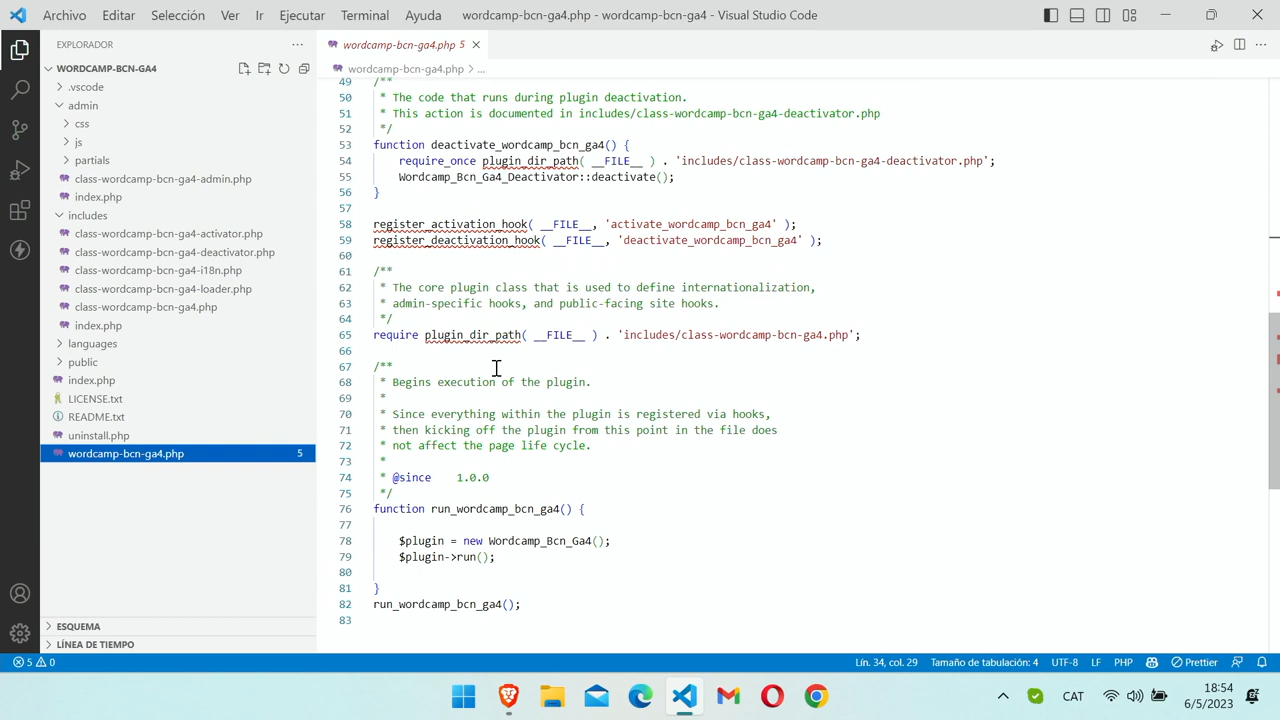 Archivo Editar Selección Ver Ir Ejecutar Terminal Ayuda wordcamp-bcn-ga4.php - wordcamp-bcn-ga4 - Visual Studio Code
EXPLORADOR
WORDCAMP-BCN-GA4
.vscode
admin
css
js
partials
class-wordcamp-bcn-ga4-admin.php
index.php
includes
class-wordcamp-bcn-ga4-activator.php
class-wordcamp-bcn-ga4-deactivator.php
class-wordcamp-bcn-ga4-i18n.php
class-wordcamp-bcn-ga4-loader.php
class-wordcamp-bcn-ga4.php
index.php
languages
public
index.php
LICENSE.txt
README.txt
uninstall.php
wordcamp-bcn-ga4.php 5
ESQUEMA
LÍNEA DE TIEMPO
wordcamp-bcn-ga4.php 5
wordcamp-bcn-ga4.php > ...
49 /**
50 * The code that runs during plugin deactivation.
51 * This action is documented in includes/class-wordcamp-bcn-ga4-deactivator.php
52 */
53 function deactivate_wordcamp_bcn_ga4() {
54 require_once plugin_dir_path( __FILE__ ) . 'includes/class-wordcamp-bcn-ga4-deactivator.php';
55 Wordcamp_Bcn_Ga4_Deactivator::deactivate();
56 }
57
58 register_activation_hook( __FILE__, 'activate_wordcamp_bcn_ga4' );
59 register_deactivation_hook( __FILE__, 'deactivate_wordcamp_bcn_ga4' );
60
61 /**
62 * The core plugin class that is used to define internationalization,
63 * admin-specific hooks, and public-facing site hooks.
64 */
65 require plugin_dir_path( __FILE__ ) . 'includes/class-wordcamp-bcn-ga4.php';
66
67 /**
68 * Begins execution of the plugin.
69 *
70 * Since everything within the plugin is registered via hooks,
71 * then kicking off the plugin from this point in the file does
72 * not affect the page life cycle.
73 *
74 * @since 1.0.0
75 */
76 function run_wordcamp_bcn_ga4() {
77
78 $plugin = new Wordcamp_Bcn_Ga4();
79 $plugin->run();
80
81 }
82 run_wordcamp_bcn_ga4();
83
5 0 Lín. 34, col. 29 Tamaño de tabulación: 4 UTF-8 LF PHP Prettier
CAT 18:54
6/5/2023